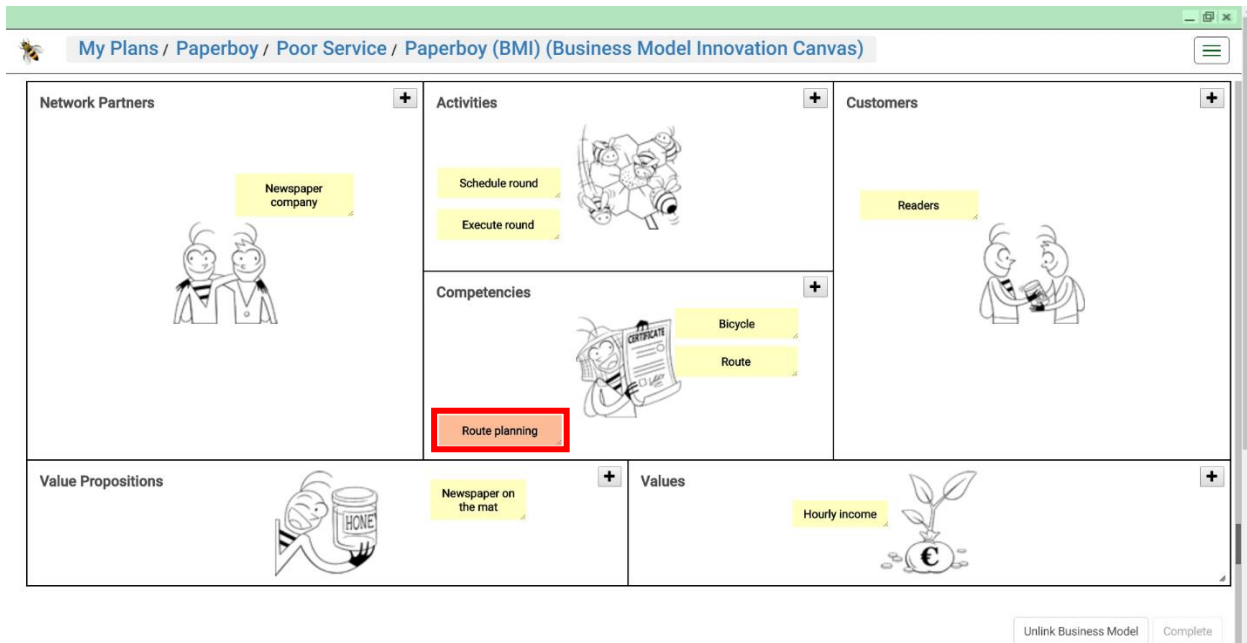 My Plans / Paperboy / Poor Service / Paperboy (BMI) (Business Model Innovation Canvas)
Network Partners
Newspaper
company
Activities
Schedule round
Execute round
Customers
Readers
Competencies
CERTIFICATE
Bicycle
Route
Route planning
Value Propositions
HONEY
Newspaper on
the mat
Values
Hourly income
€
Unlink Business Model
Complete